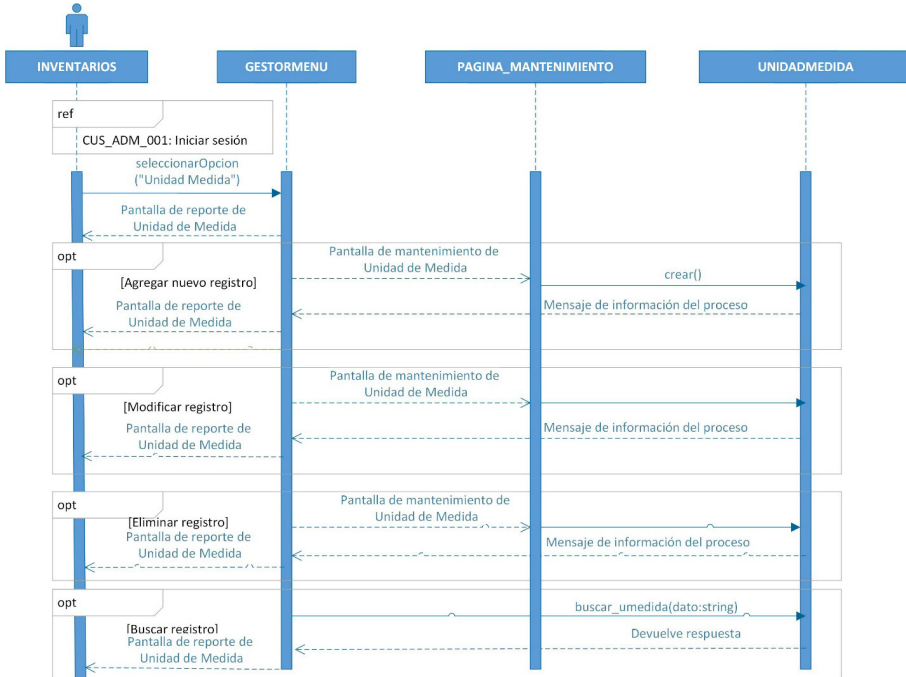 INVENTARIOS
GESTORMENU
PAGINA_MANTENIMIENTO
UNIDADMEDIDA
ref
CUS_ADM_001: Iniciar sesión
seleccionarOpcion
("Unidad Medida")
Pantalla de reporte de
Unidad de Medida
opt
[Agregar nuevo registro]
Pantalla de mantenimiento de
Unidad de Medida
crear()
Mensaje de información del proceso
Pantalla de reporte de
Unidad de Medida
opt
[Modificar registro]
Pantalla de mantenimiento de
Unidad de Medida
Mensaje de información del proceso
Pantalla de reporte de
Unidad de Medida
opt
[Eliminar registro]
Pantalla de mantenimiento de
Unidad de Medida
Mensaje de información del proceso
Pantalla de reporte de
Unidad de Medida
opt
[Buscar registro]
buscar_umedida(dato:string)
Devuelve respuesta
Pantalla de reporte de
Unidad de Medida